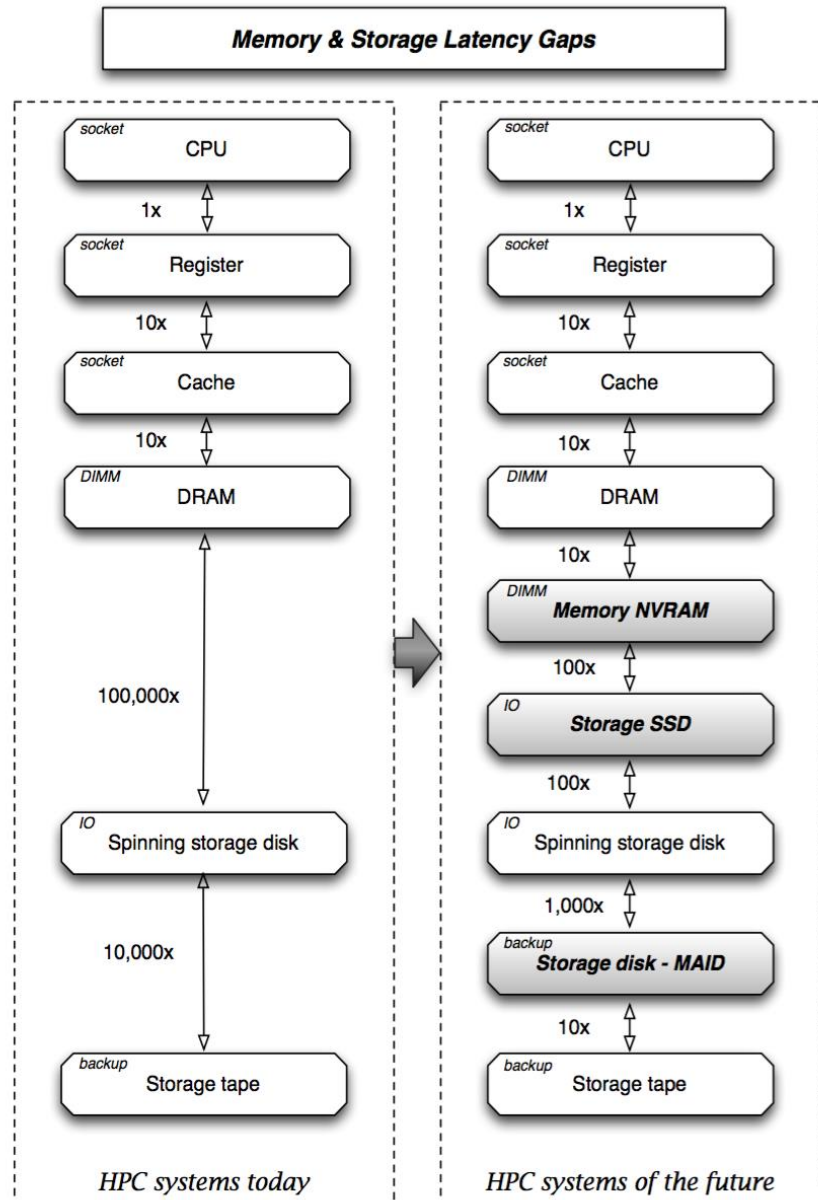 Memory & Storage Latency Gaps
socket
CPU
1x
socket
Register
10x
socket
Cache
10x
DIMM
DRAM
100,000x
IO
Spinning storage disk
10,000x
backup
Storage tape
HPC systems today
socket
CPU
1x
socket
Register
10x
socket
Cache
10x
DIMM
DRAM
10x
DIMM
Memory NVRAM
100x
IO
Storage SSD
100x
IO
Spinning storage disk
1,000x
backup
Storage disk - MAID
10x
backup
Storage tape
HPC systems of the future